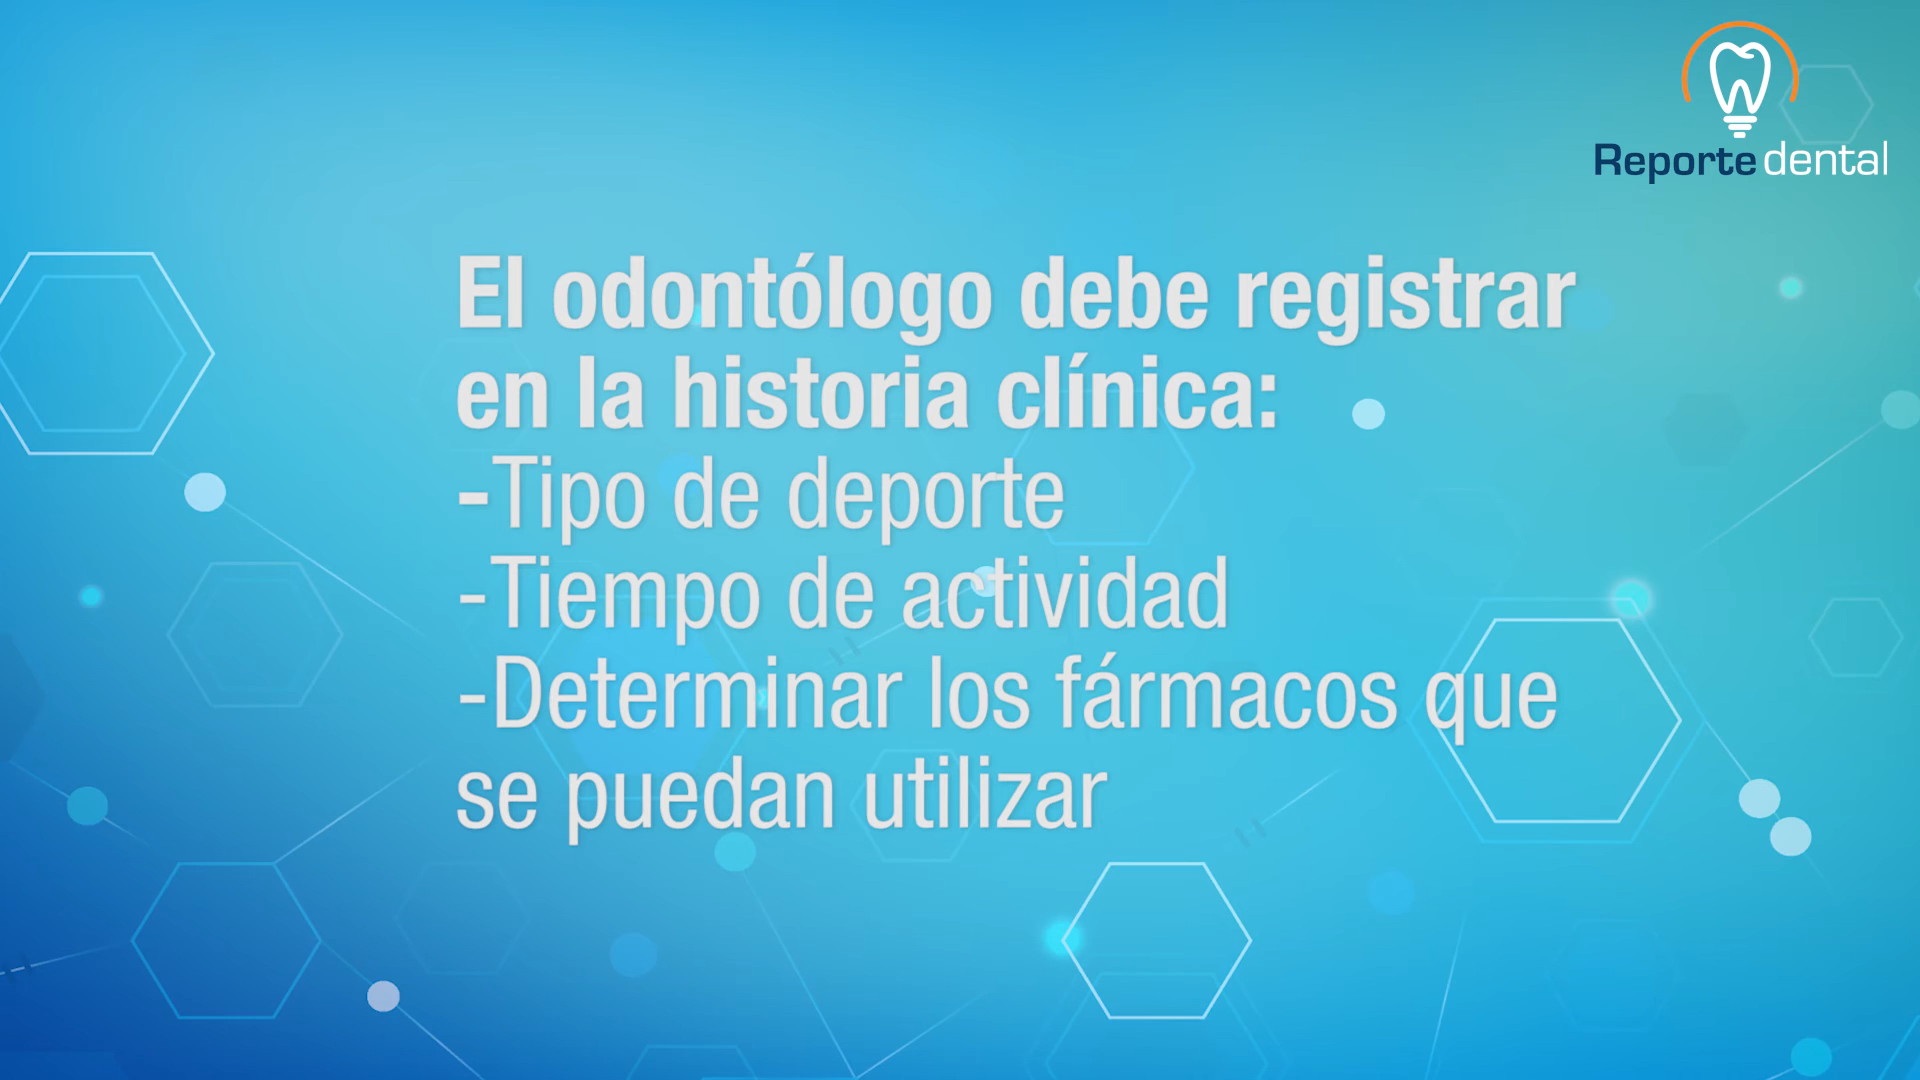 Reporte dental
El odontólogo debe registrar
en la historia clínica:
-Tipo de deporte
-Tiempo de actividad
-Determinar los fármacos que
se puedan utilizar